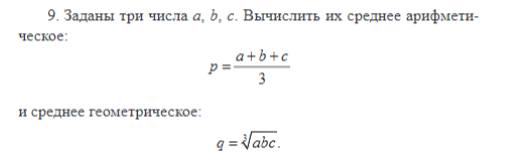 9. Заданы три числа a, b, c. Вычислить их среднее арифмети-
ческое:
p = (a + b + c) / 3
и среднее геометрическое:
q = ∛abc.